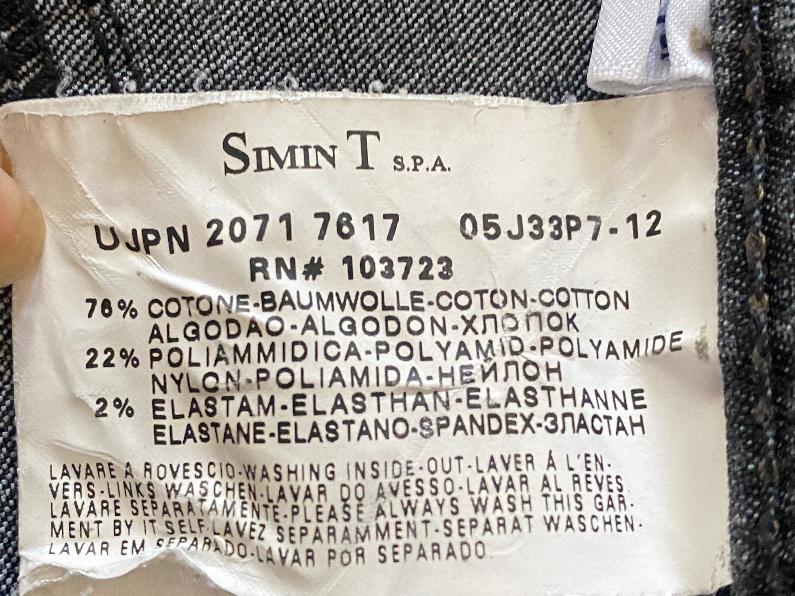 SIMIN T S.P.A.
UJPN 2071 7617 05J33P7-12
RN# 103723
76% COTONE-BAUMWOLLE-COTON-COTTON
ALGODAO-ALGODON-ХЛОПОК
22% POLIAMMIDICA-POLYAMID-POLYAMIDE
NYLON-POLIAMIDA-НЕЙЛОН
2% ELASTAM-ELASTHAN-ELASTHANNE
ELASTANE-ELASTANO-SPANDEX-ЗЛАСТАН
LAVARE A ROVESCIO-WASHING INSIDE-OUT-LAVER Á L'EN-
VERS-LINKS WASCHEN-LAVAR DO AVESSO-LAVAR AL REVES
LAVARE SEPARATAMENTE-PLEASE ALWAYS WASH THIS GAR-
MENT BY IT SELF-LAVEZ SEPARAMMENT-SEPARAT WASCHEN-
LAVAR EM SEPARADO-LAVAR POR SEPARADO.